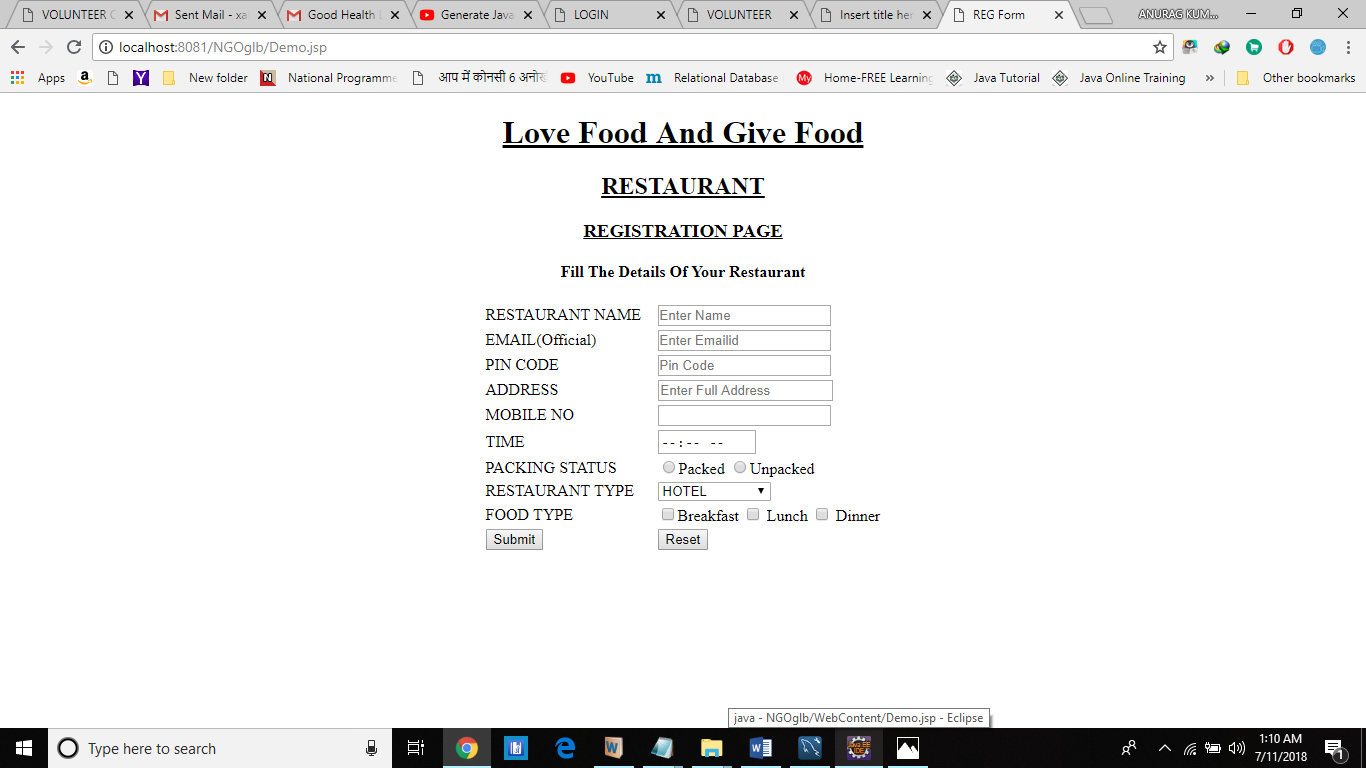 VOLUNTEER
Sent Mail - xa
Good Health
Generate Java
LOGIN
VOLUNTEER
Insert title her
REG Form
ANURAG KUM...
localhost:8081/NGOglb/Demo.jsp
Apps
New folder
National Programme
आप में कोनसी 6 अनोख
YouTube
Relational Database
Home-FREE Learning
Java Tutorial
Java Online Training
»
Other bookmarks
Love Food And Give Food
RESTAURANT
REGISTRATION PAGE
Fill The Details Of Your Restaurant
RESTAURANT NAME Enter Name
EMAIL(Official) Enter Emailid
PIN CODE Pin Code
ADDRESS Enter Full Address
MOBILE NO
TIME --:-- --
PACKING STATUS Packed Unpacked
RESTAURANT TYPE HOTEL
FOOD TYPE Breakfast Lunch Dinner
Submit Reset
java - NGOglb/WebContent/Demo.jsp - Eclipse
Type here to search
1:10 AM
7/11/2018